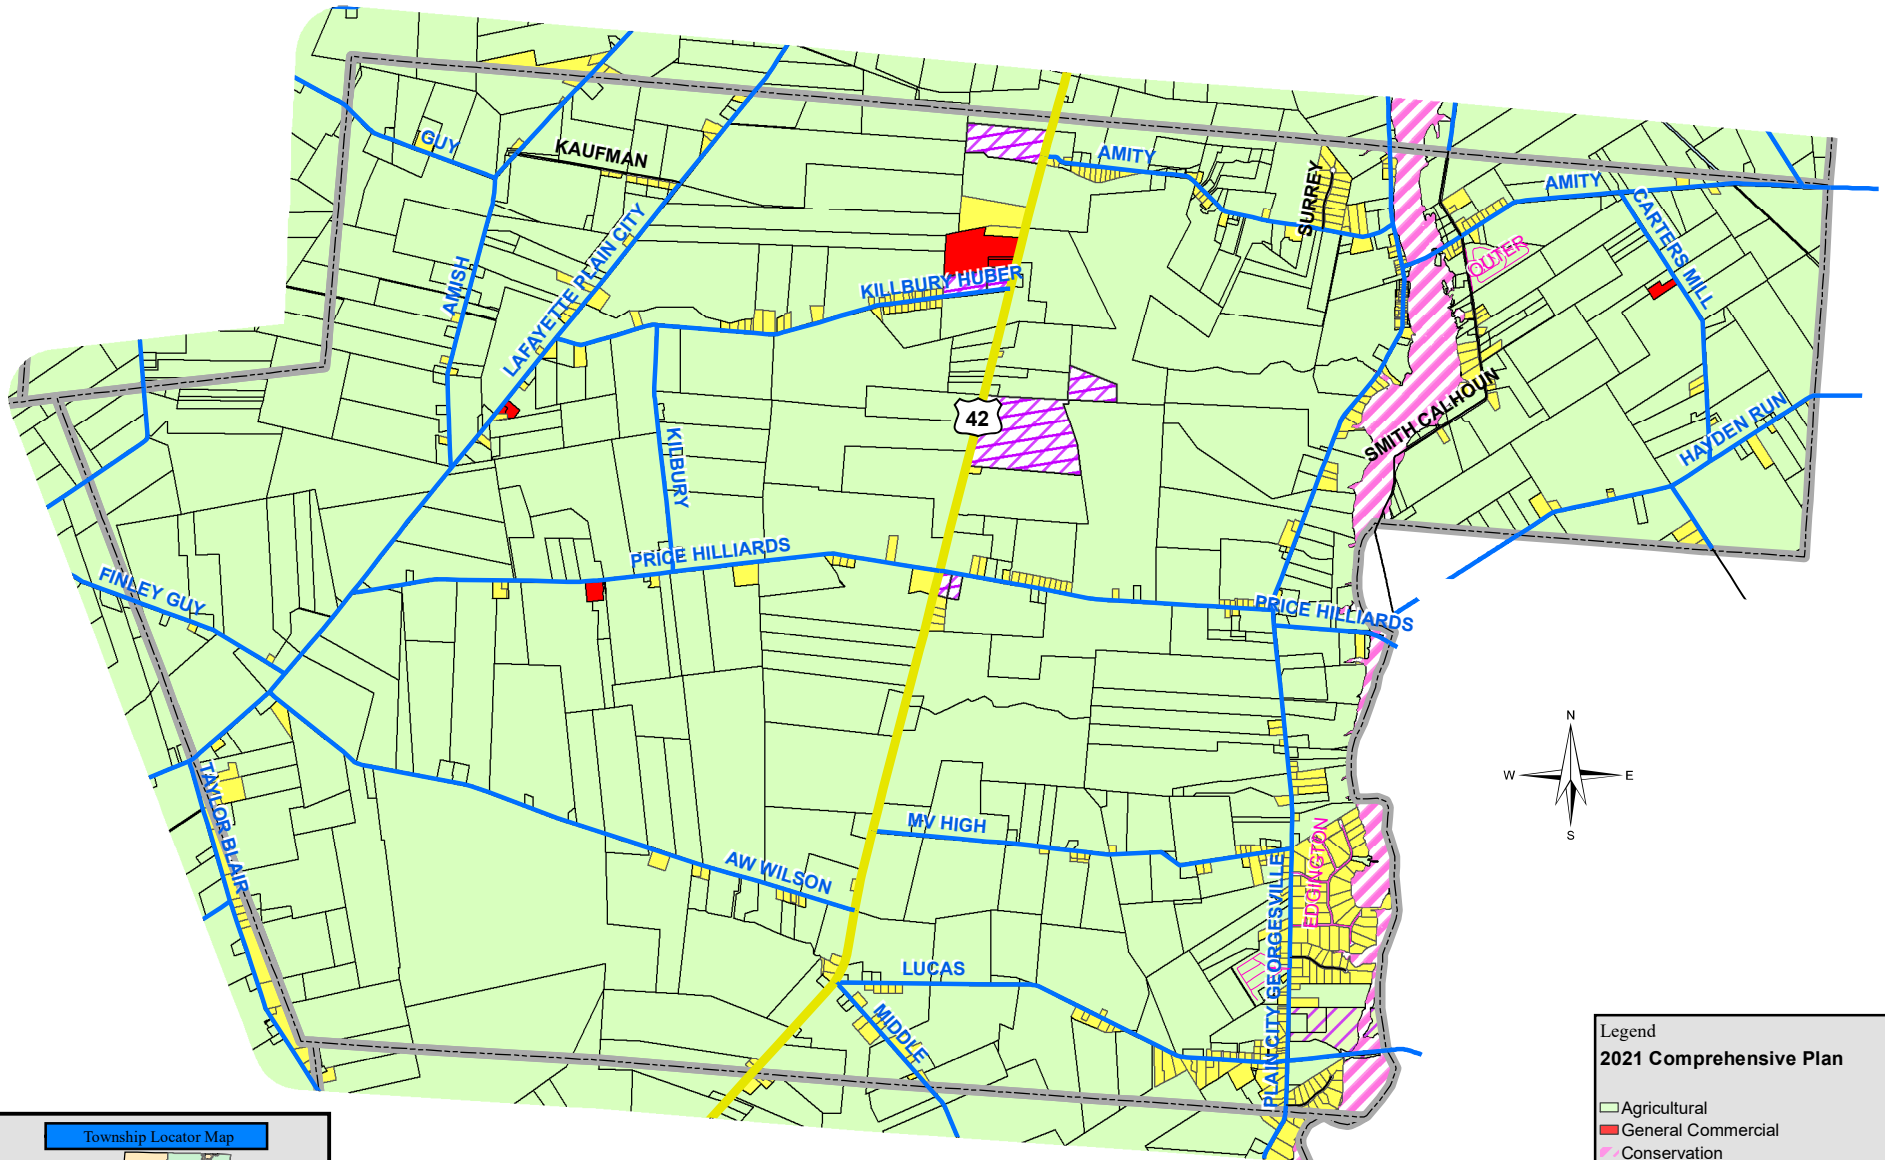 GUY
KAUFMAN
AMITY
SURREY
AMITY
CARTERS MILL
OUTER
AMISH
LAFAYETTE PLAIN CITY
KILLBURY HUBER
42
SMITH CALHOUN
HAYDEN RUN
KILBURY
PRICE HILLIARDS
FINLEY GUY
PRICE HILLIARDS
N
W
E
S
TAYLOR BLAIR
MV HIGH
EDGINGTON
AW WILSON
PLAIN CITY GEORGESVILLE
LUCAS
MIDDLE
Legend
2021 Comprehensive Plan
Agricultural
General Commercial
Conservation
Township Locator Map